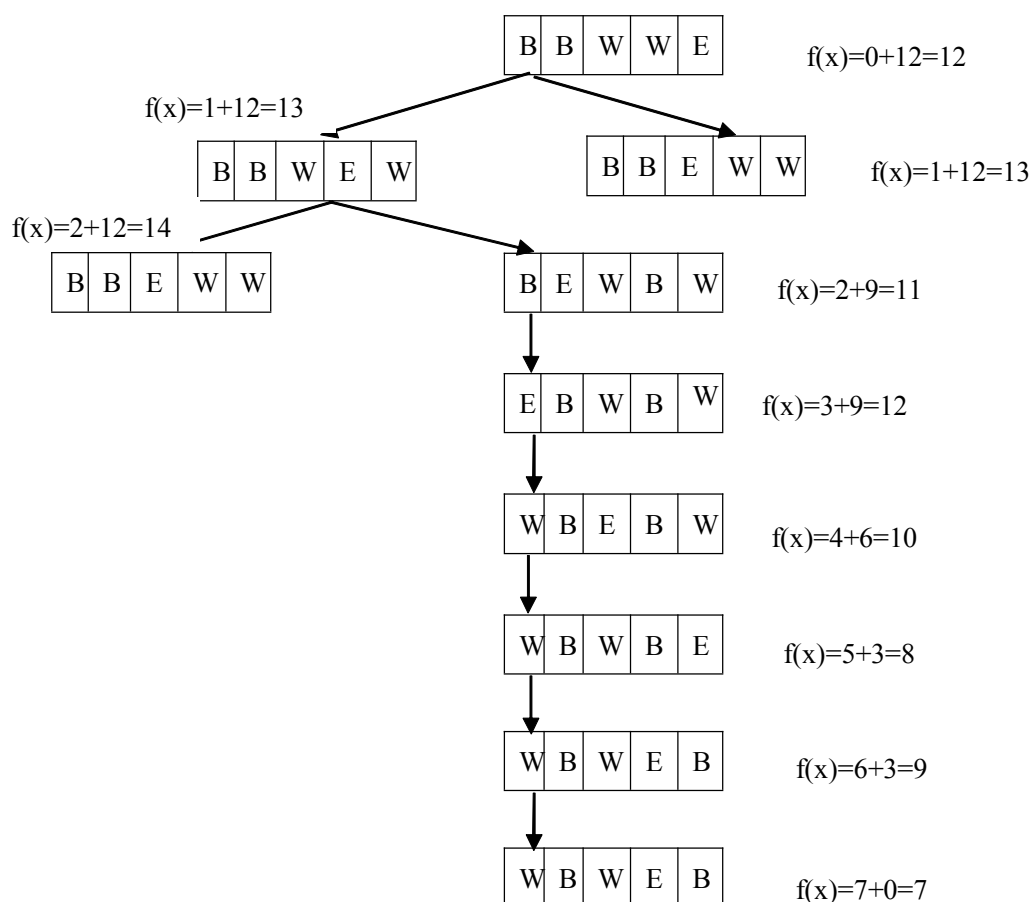 B B W W E
f(x)=0+12=12
f(x)=1+12=13
B B W E W
B B E W W
f(x)=1+12=13
f(x)=2+12=14
B B E W W
B E W B W
f(x)=2+9=11
E B W B W
f(x)=3+9=12
W B E B W
f(x)=4+6=10
W B W B E
f(x)=5+3=8
W B W E B
f(x)=6+3=9
W B W E B
f(x)=7+0=7